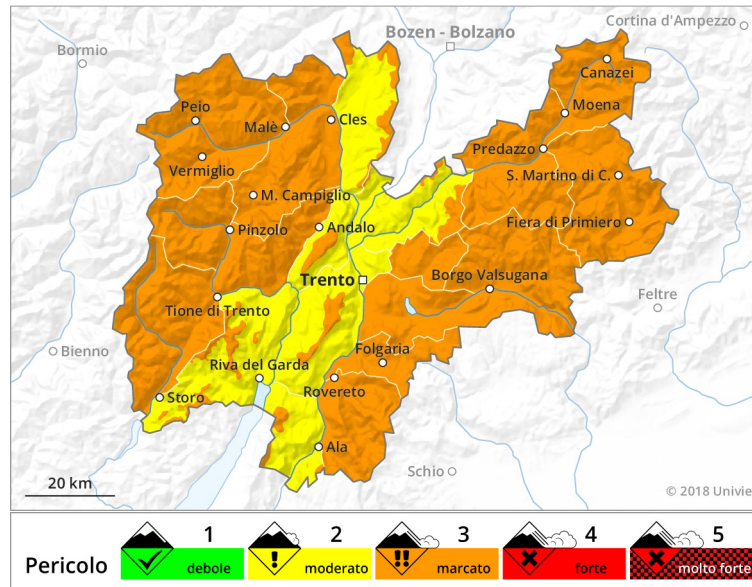 Cortina d'Ampezzo
Bozen - Bolzano
Bormio
Canazei
Peio
Moena
Malè
Cles
Predazzo
Vermiglio
S. Martino di C.
M. Campiglio
Pinzolo
Andalo
Fiera di Primiero
Trento
Borgo Valsugana
Feltre
Tione di Trento
Bienno
Folgaria
Riva del Garda
Rovereto
Storo
Ala
Schio
20 km
© 2018 Univie
1 2 3 4 5
Pericolo debole moderato marcato forte molto forte